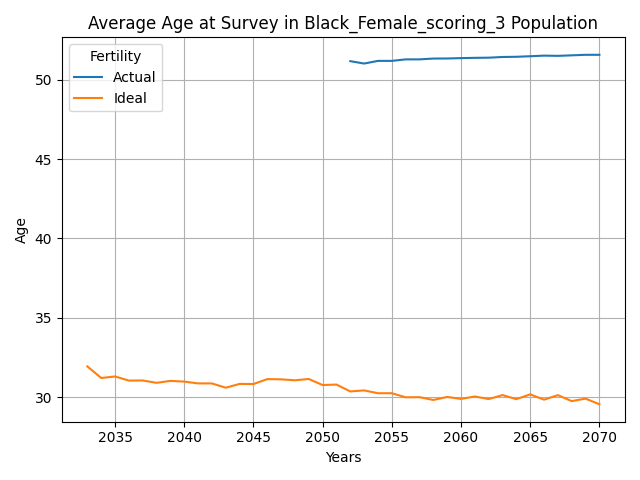 Average Age at Survey in Black_Female_scoring_3 Population
Fertility
Actual
Ideal
Age
50
45
40
35
30
2035 2040 2045 2050 2055 2060 2065 2070
Years